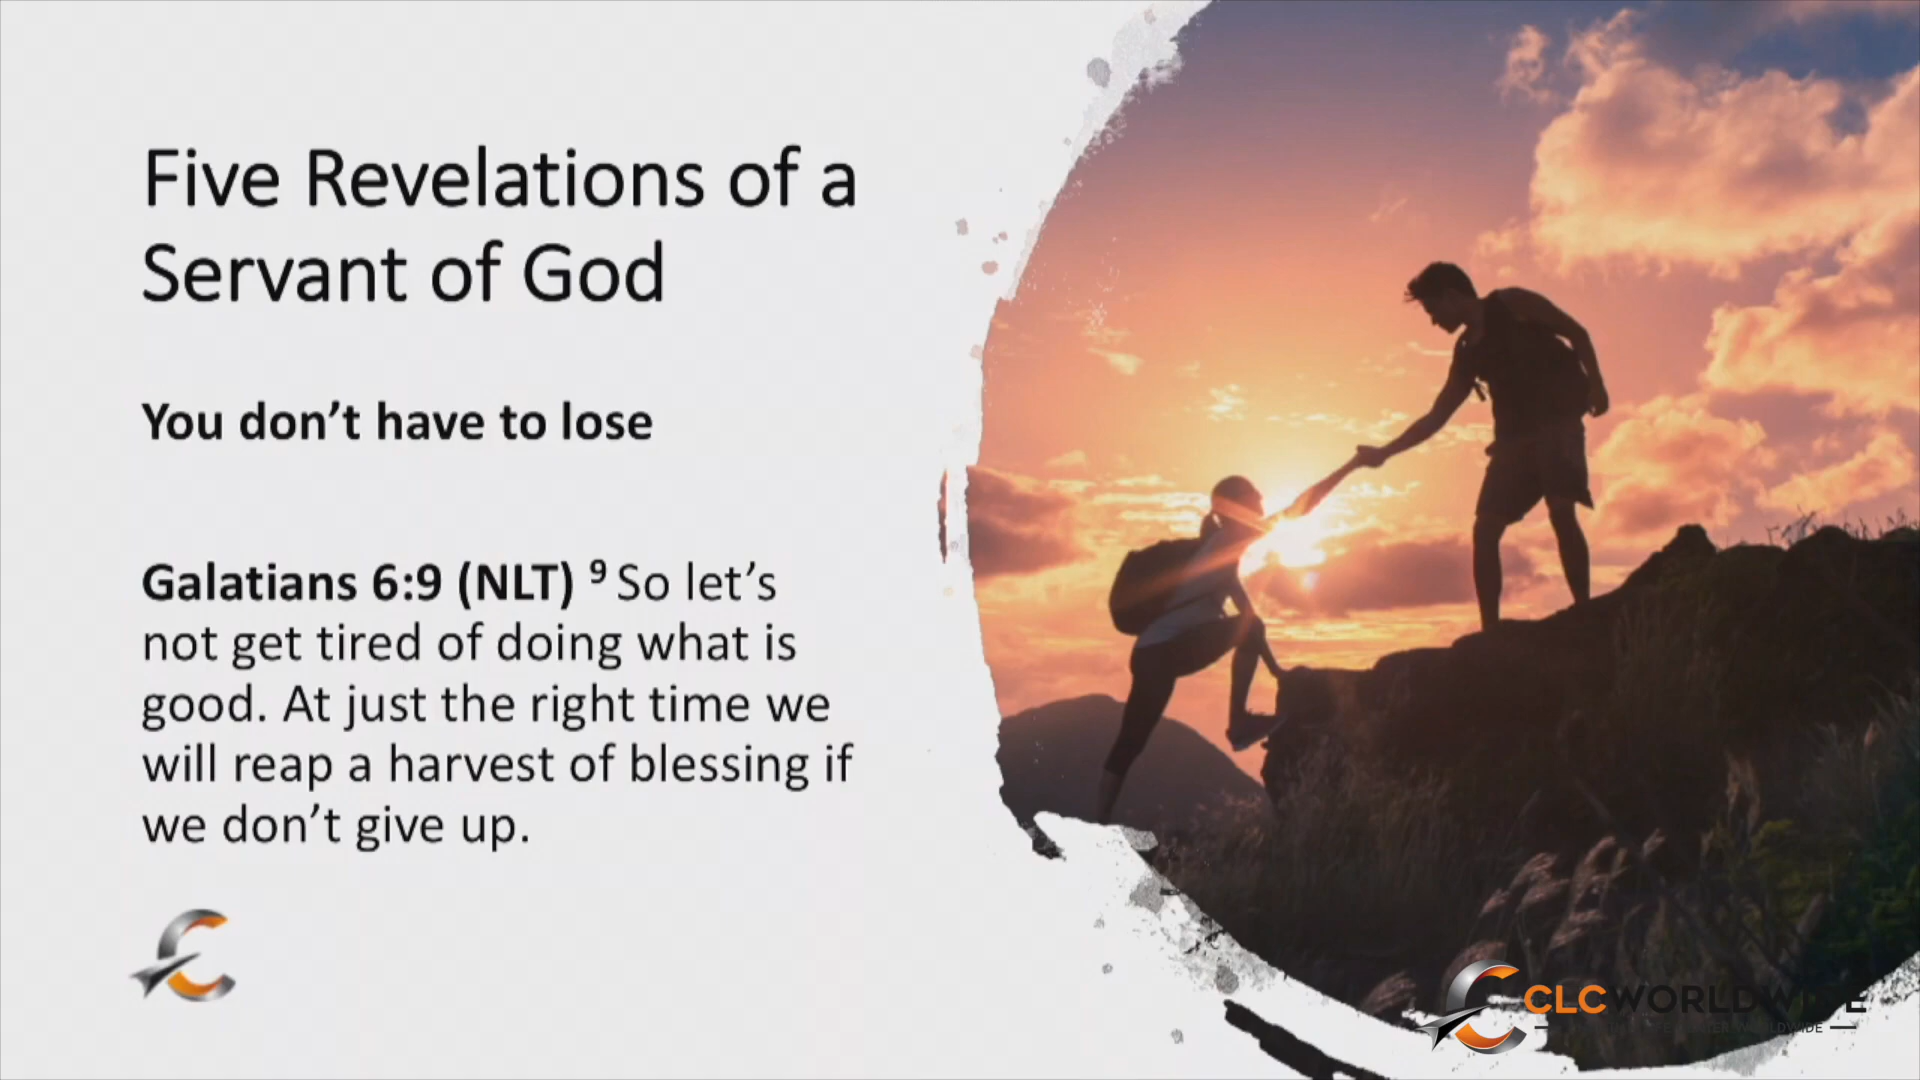 Five Revelations of a
Servant of God
You don’t have to lose
Galatians 6:9 (NLT) ⁹ So let’s
not get tired of doing what is
good. At just the right time we
will reap a harvest of blessing if
we don’t give up.
CLCWORLDWIDE
WORLDWIDE